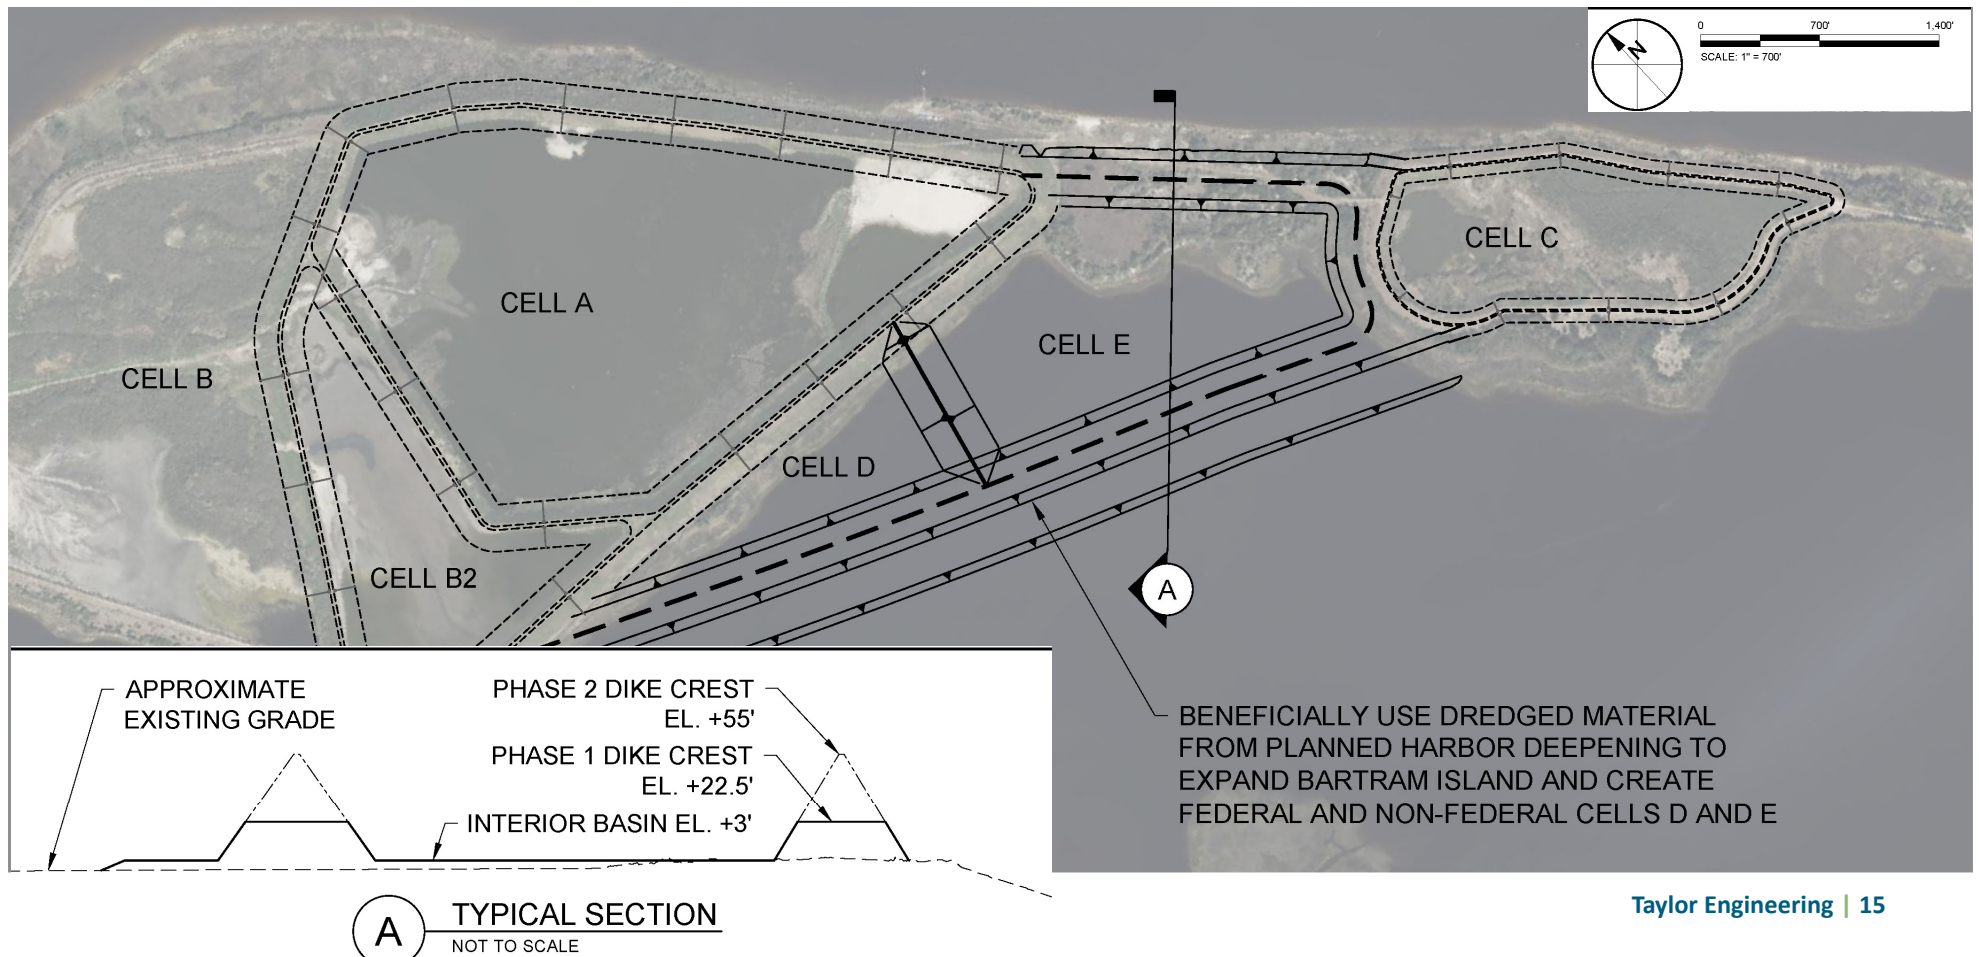 0 700' 1,400'
SCALE: 1" = 700'
N
CELL A
CELL B
CELL B2
CELL C
CELL D
CELL E
A
BENEFICIALLY USE DREDGED MATERIAL
FROM PLANNED HARBOR DEEPENING TO
EXPAND BARTRAM ISLAND AND CREATE
FEDERAL AND NON-FEDERAL CELLS D AND E
APPROXIMATE
EXISTING GRADE
PHASE 2 DIKE CREST
EL. +55'
PHASE 1 DIKE CREST
EL. +22.5'
INTERIOR BASIN EL. +3'
A
TYPICAL SECTION
NOT TO SCALE
Taylor Engineering | 15